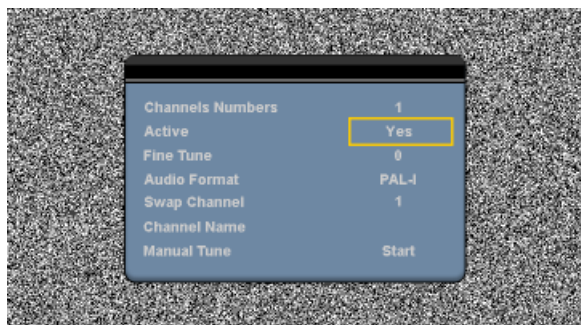 Channels Numbers 1
Active Yes
Fine Tune 0
Audio Format PAL-I
Swap Channel 1
Channel Name
Manual Tune Start